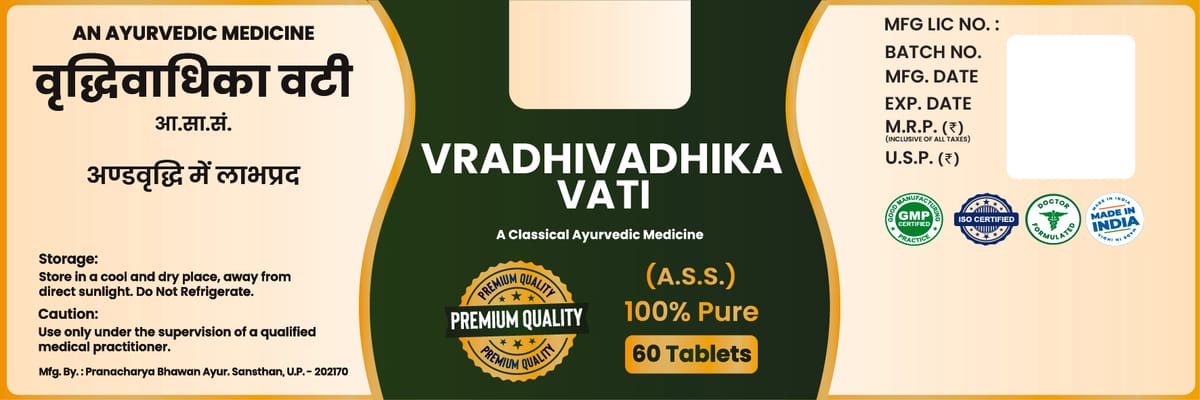 AN AYURVEDIC MEDICINE
वृद्धिवाधिका वटी
आ.सा.सं.
अण्डवृद्धि में लाभप्रद
Storage:
Store in a cool and dry place, away from
direct sunlight. Do Not Refrigerate.
Caution:
Use only under the supervision of a qualified
medical practitioner.
Mfg. By. : Pranacharya Bhawan Ayur. Sansthan, U.P. - 202170
VRADHIVADHIKA
VATI
A Classical Ayurvedic Medicine
PREMIUM QUALITY
PREMIUM QUALITY
PREMIUM QUALITY
(A.S.S.)
100% Pure
60 Tablets
MFG LIC NO. :
BATCH NO.
MFG. DATE
EXP. DATE
M.R.P. (₹)
(INCLUSIVE OF ALL TAXES)
U.S.P. (₹)
GOOD MANUFACTURING
GMP
CERTIFIED
PRACTICE
ISO CERTIFIED
DOCTOR
FORMULATED
MADE IN INDIA
MADE IN
INDIA